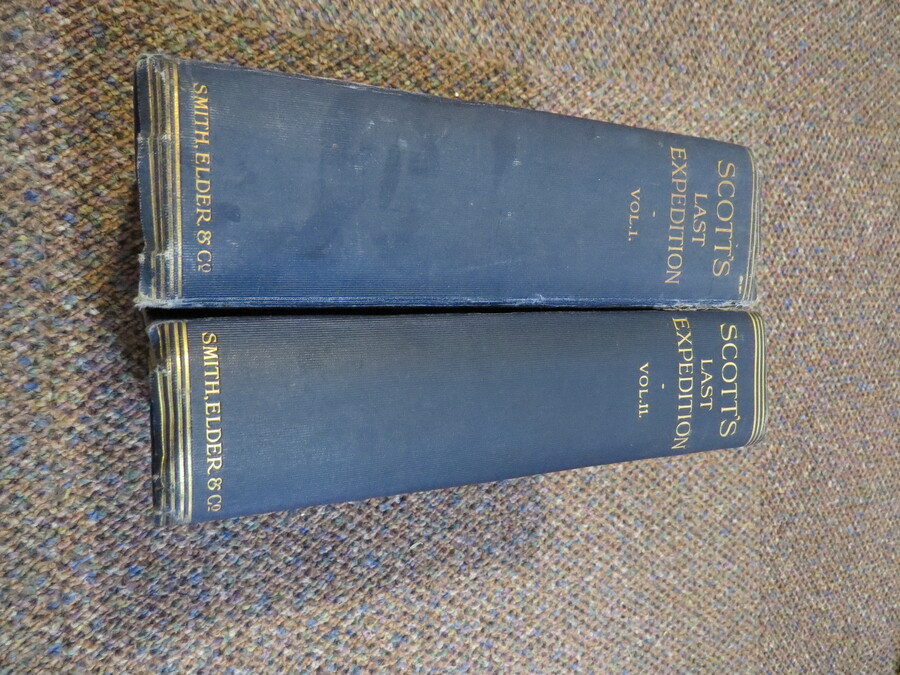 SCOTT'S
LAST
EXPEDITION
-
VOL.I.
SMITH, ELDER & Co
SCOTT'S
LAST
EXPEDITION
-
VOL.II.
SMITH, ELDER & Co